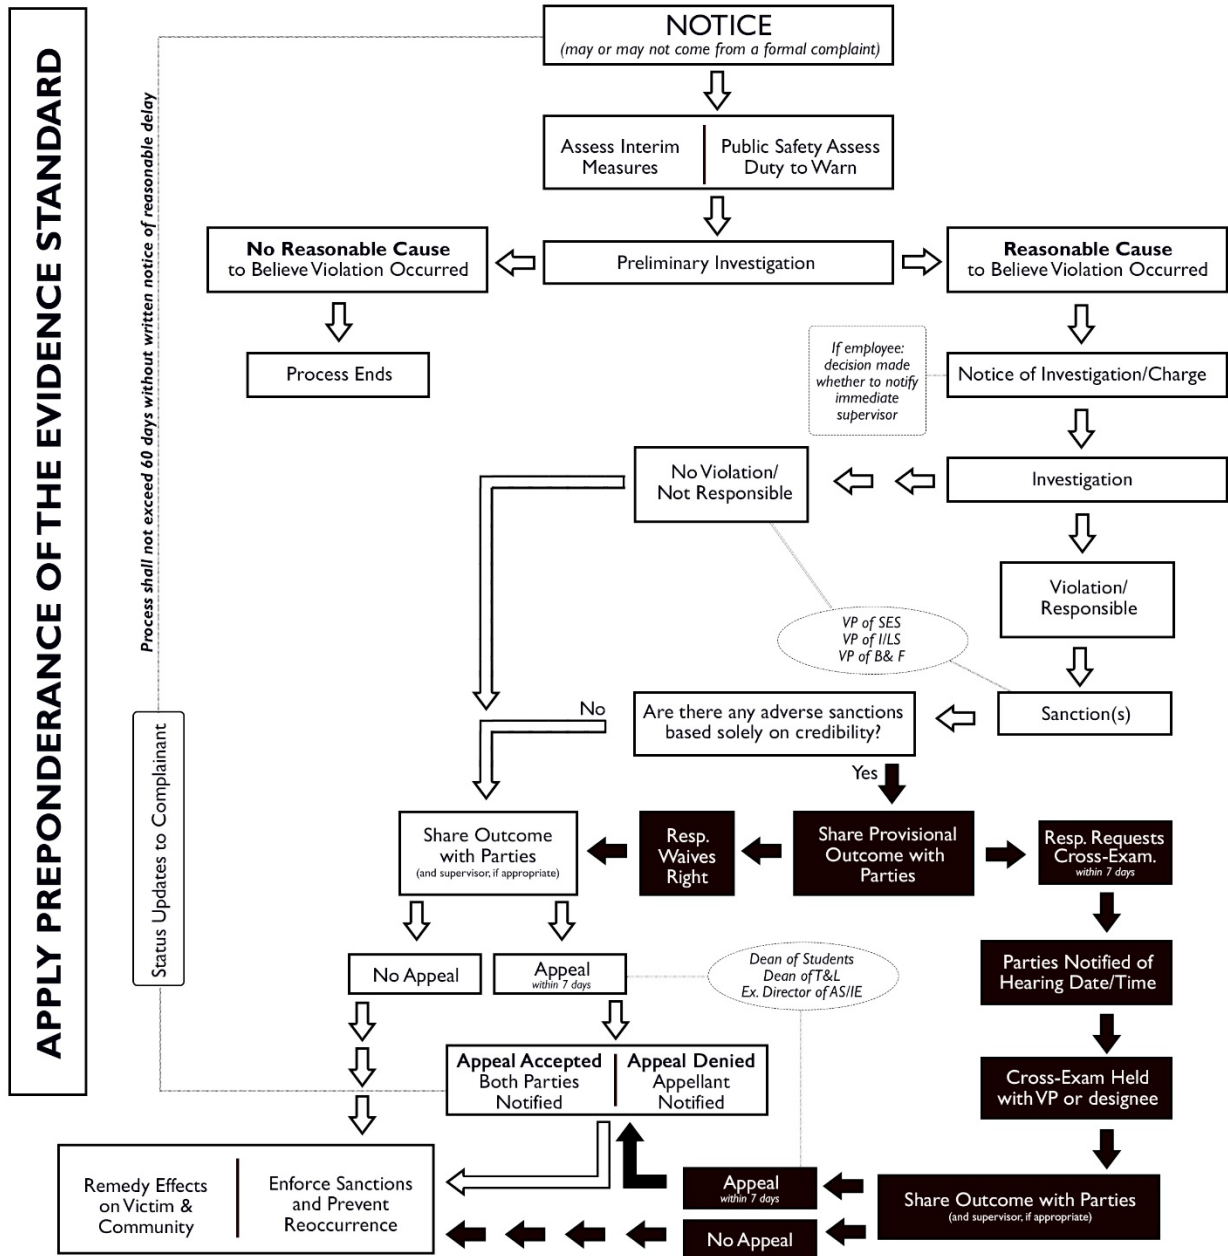 APPLY PREPONDERANCE OF THE EVIDENCE STANDARD
Process shall not exceed 60 days without written notice of reasonable delay
Status Updates to Complainant
NOTICE
(may or may not come from a formal complaint)
Assess Interim
Measures
Public Safety Assess
Duty to Warn
No Reasonable Cause
to Believe Violation Occurred
Preliminary Investigation
Reasonable Cause
to Believe Violation Occurred
Process Ends
If employee:
decision made
whether to notify
immediate
supervisor
Notice of Investigation/Charge
No Violation/
Not Responsible
Investigation
Violation/
Responsible
VP of SES
VP of I/LS
VP of B& F
Sanction(s)
Are there any adverse sanctions
based solely on credibility?
No
Yes
Share Outcome
with Parties
(and supervisor, if appropriate)
Resp.
Waives
Right
Share Provisional
Outcome with
Parties
Resp. Requests
Cross-Exam.
within 7 days
No Appeal
Appeal
within 7 days
Dean of Students
Dean of T&L
Ex. Director of AS/IE
Parties Notified of
Hearing Date/Time
Appeal Accepted
Both Parties
Notified
Appeal Denied
Appellant
Notified
Cross-Exam Held
with VP or designee
Remedy Effects
on Victim &
Community
Enforce Sanctions
and Prevent
Reoccurrence
Appeal
within 7 days
No Appeal
Share Outcome with Parties
(and supervisor, if appropriate)